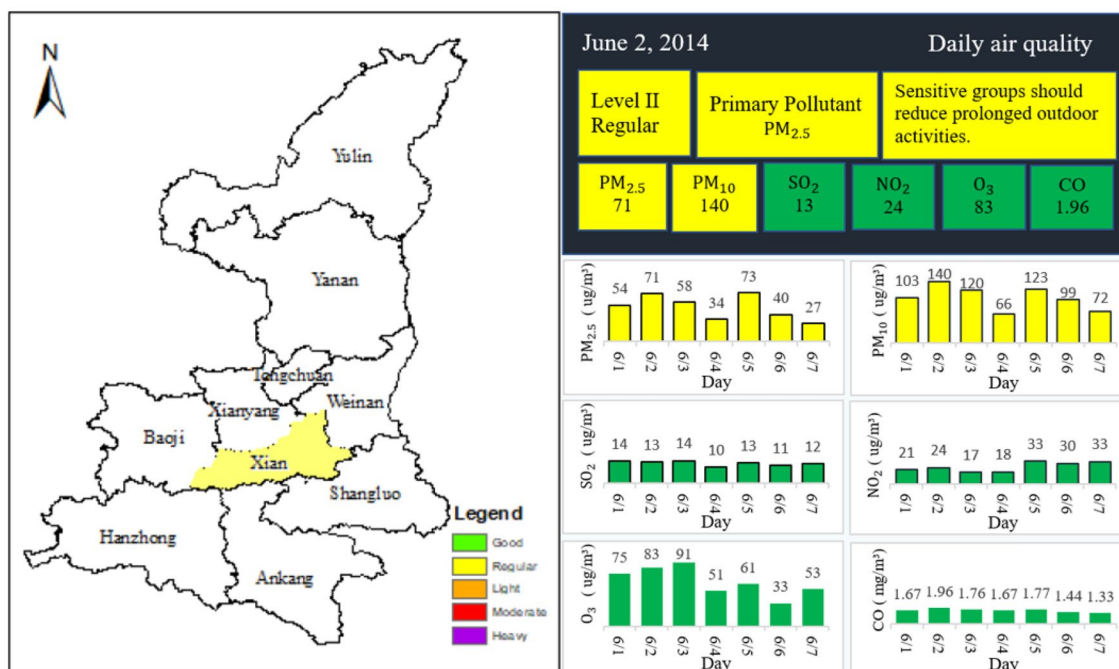 N
Yulin
Yanan
Tongchuan
Xianyang
Weinan
Baoji
Xian
Shangluo
Hanzhong
Ankang
Legend
Good
Regular
Light
Moderate
Heavy
June 2, 2014
Daily air quality
Level II
Regular
Primary Pollutant
PM2.5
Sensitive groups should
reduce prolonged outdoor
activities.
PM2.5
71
PM10
140
SO2
13
NO2
24
O3
83
CO
1.96
PM2.5 ( ug/m³)
54 71 58 34 73 40 27
6/1 6/2 6/3 6/4 6/5 6/6 6/7
Day
PM10 ( ug/m³)
103 140 120 66 123 99 72
6/1 6/2 6/3 6/4 6/5 6/6 6/7
Day
SO2 ( ug/m³)
14 13 14 10 13 11 12
6/1 6/2 6/3 6/4 6/5 6/6 6/7
Day
NO2 ( ug/m³)
21 24 17 18 33 30 33
6/1 6/2 6/3 6/4 6/5 6/6 6/7
Day
O3 ( ug/m³)
75 83 91 51 61 33 53
6/1 6/2 6/3 6/4 6/5 6/6 6/7
Day
CO ( mg/m³)
1.67 1.96 1.76 1.67 1.77 1.44 1.33
6/1 6/2 6/3 6/4 6/5 6/6 6/7
Day